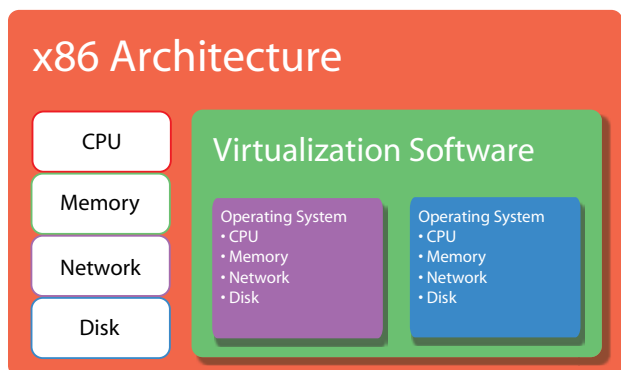 x86 Architecture
CPU
Memory
Network
Disk
Virtualization Software
Operating System
• CPU
• Memory
• Network
• Disk
Operating System
• CPU
• Memory
• Network
• Disk